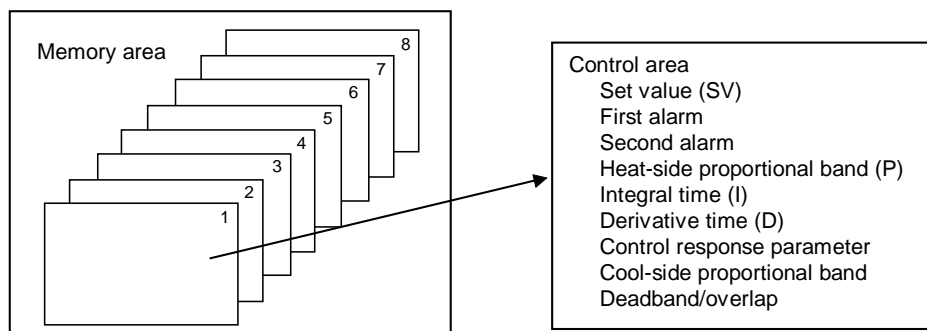 Memory area
8
7
6
5
4
3
2
1
Control area
Set value (SV)
First alarm
Second alarm
Heat-side proportional band (P)
Integral time (I)
Derivative time (D)
Control response parameter
Cool-side proportional band
Deadband/overlap